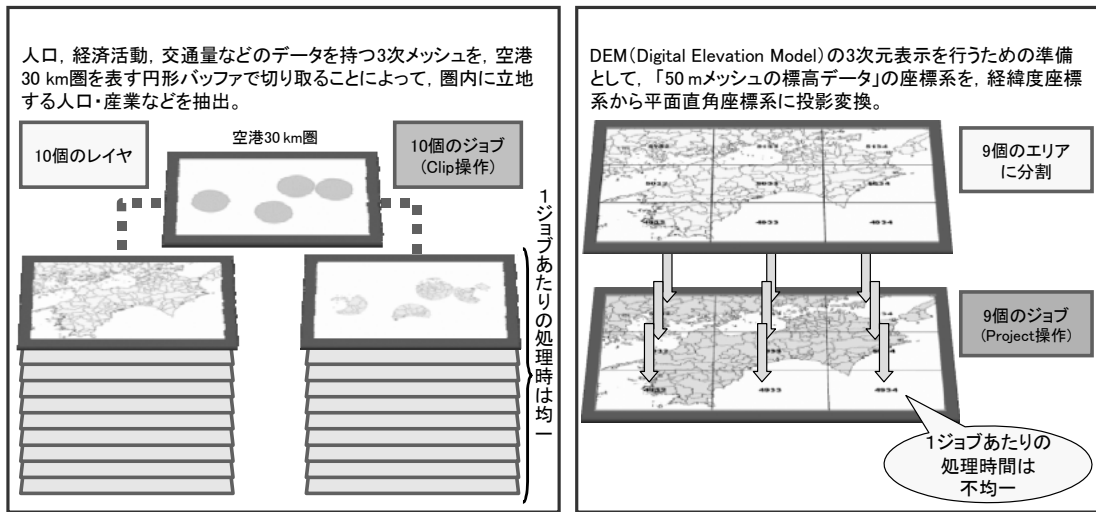 人口，経済活動，交通量などのデータを持つ3次メッシュを，空港
30 km圏を表す円形バッファで切り取ることによって，圏内に立地
する人口・産業などを抽出。
10個のレイヤ
空港30 km圏
10個のジョブ
(Clip操作)
1ジョブあたりの処理時は均一
DEM(Digital Elevation Model)の3次元表示を行うための準備
として，「50 mメッシュの標高データ」の座標系を，経緯度座標
系から平面直角座標系に投影変換。
9個のエリア
に分割
5134
5033
4933
4934
9個のジョブ
(Project操作)
4933
4934
1ジョブあたりの
処理時間は
不均一